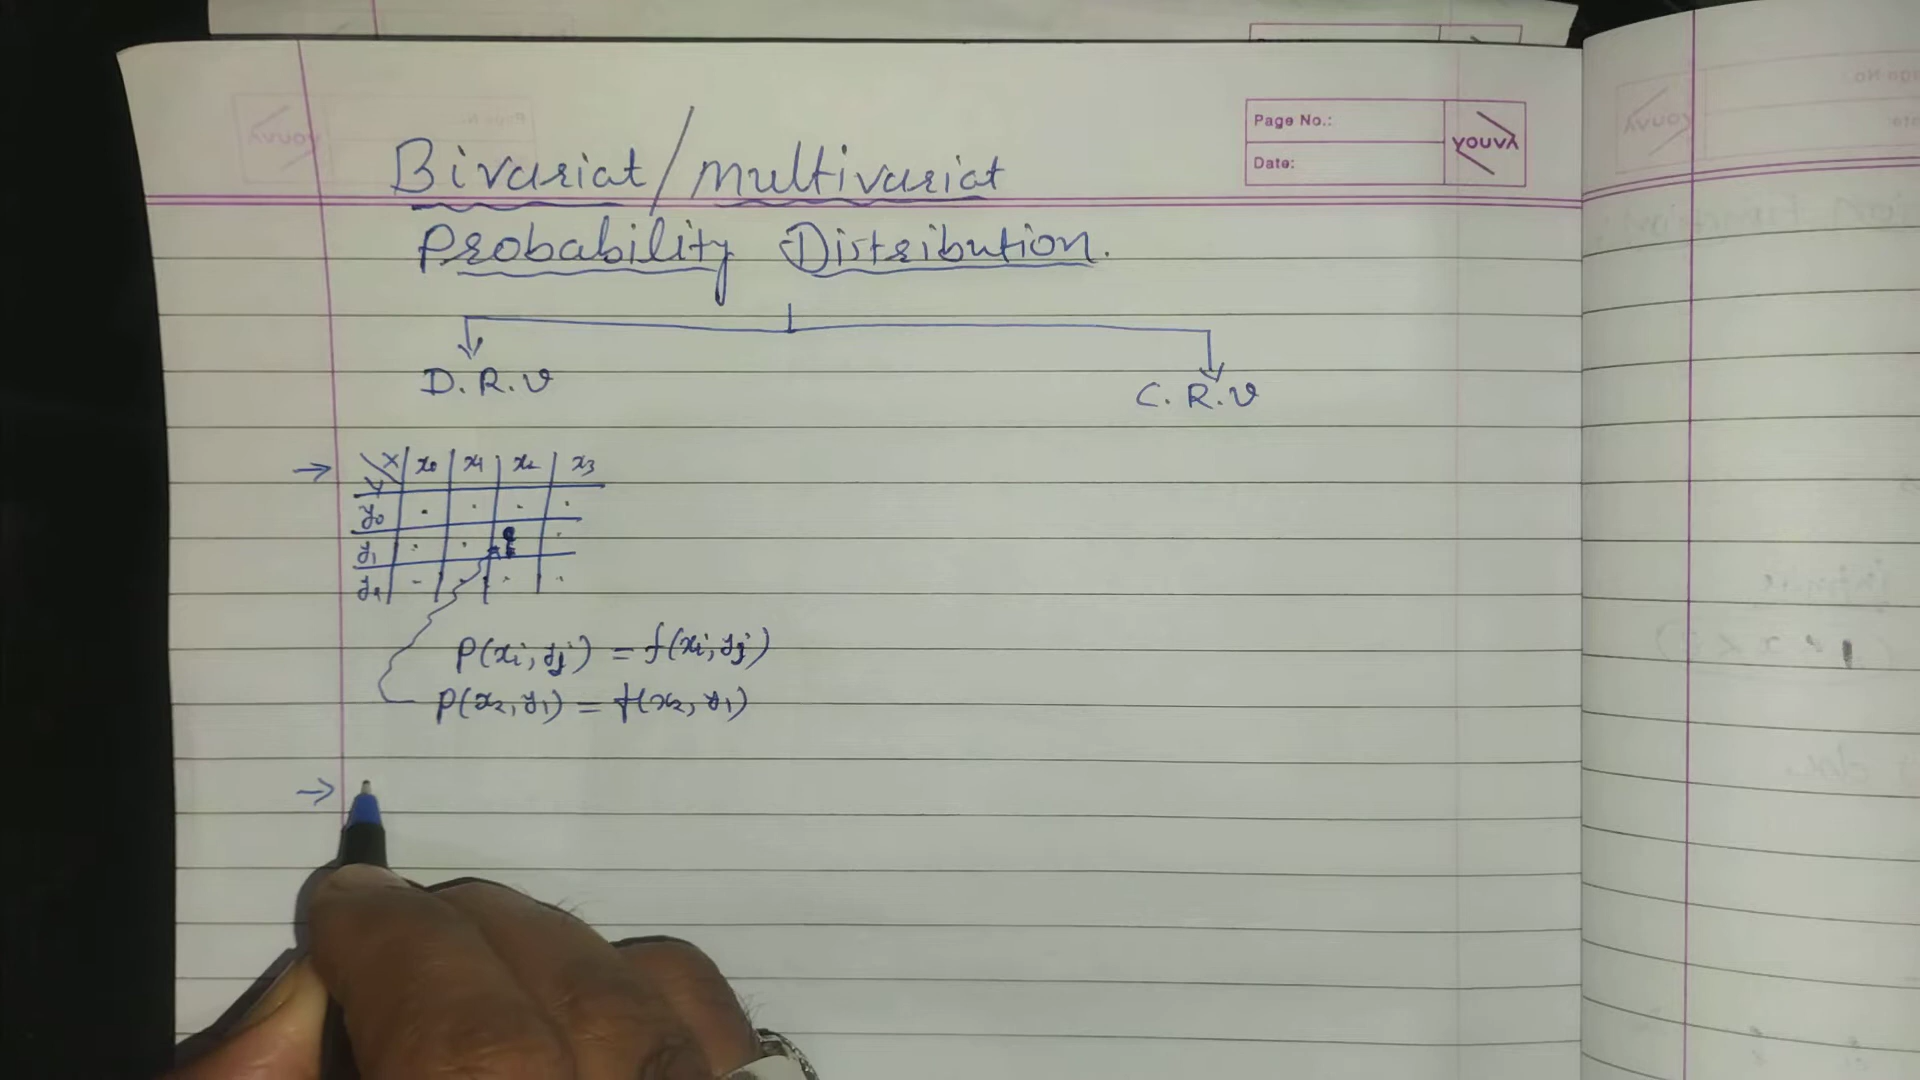 Page No.:
Date:
youva
Bivariat / multivariat
Probability Distribution.
D. R. v
C. R. v
→ X x0 x1 x2 x3
Y
y0 . . . .
y1 . . .
y2 - . . .
P(xi, yj) = f(xi, yj)
P(x2, y1) = f(x2, y1)
→